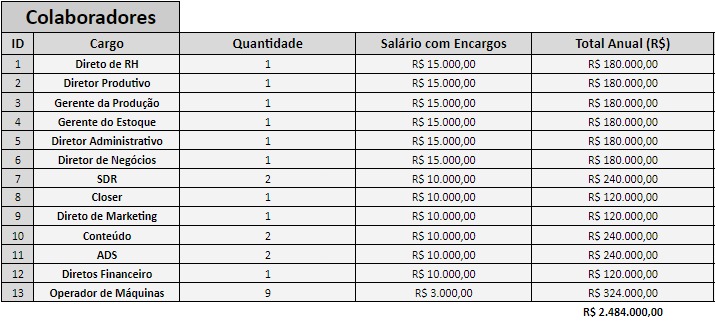 Colaboradores
ID Cargo Quantidade Salário com Encargos Total Anual (R$)
1 Direto de RH 1 R$ 15.000,00 R$ 180.000,00
2 Diretor Produtivo 1 R$ 15.000,00 R$ 180.000,00
3 Gerente da Produção 1 R$ 15.000,00 R$ 180.000,00
4 Gerente do Estoque 1 R$ 15.000,00 R$ 180.000,00
5 Diretor Administrativo 1 R$ 15.000,00 R$ 180.000,00
6 Diretor de Negócios 1 R$ 15.000,00 R$ 180.000,00
7 SDR 2 R$ 10.000,00 R$ 240.000,00
8 Closer 1 R$ 10.000,00 R$ 120.000,00
9 Direto de Marketing 1 R$ 10.000,00 R$ 120.000,00
10 Conteúdo 2 R$ 10.000,00 R$ 240.000,00
11 ADS 2 R$ 10.000,00 R$ 240.000,00
12 Diretos Financeiro 1 R$ 10.000,00 R$ 120.000,00
13 Operador de Máquinas 9 R$ 3.000,00 R$ 324.000,00
R$ 2.484.000,00